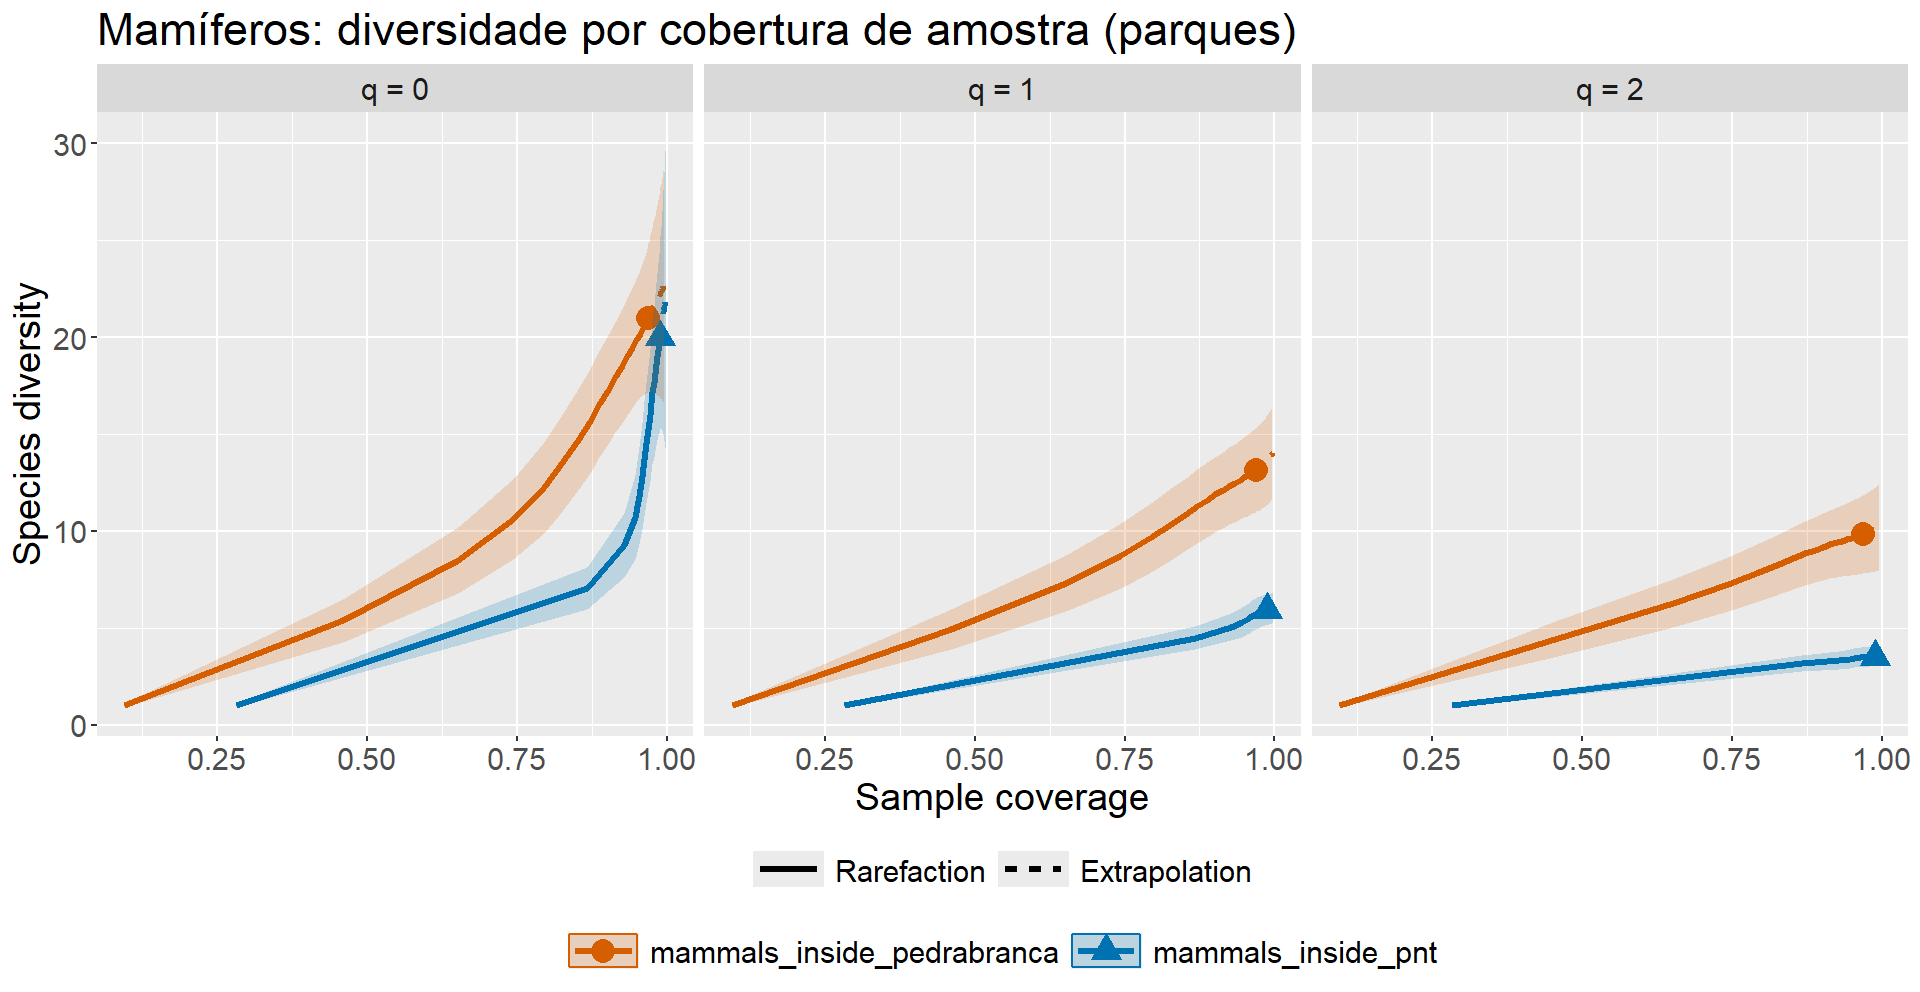 Mamíferos: diversidade por cobertura de amostra (parques)
q = 0
q = 1
q = 2
30
20
10
0
Species diversity
0.25 0.50 0.75 1.00
0.25 0.50 0.75 1.00
0.25 0.50 0.75 1.00
Sample coverage
Rarefaction Extrapolation
mammals_inside_pedrabranca mammals_inside_pnt